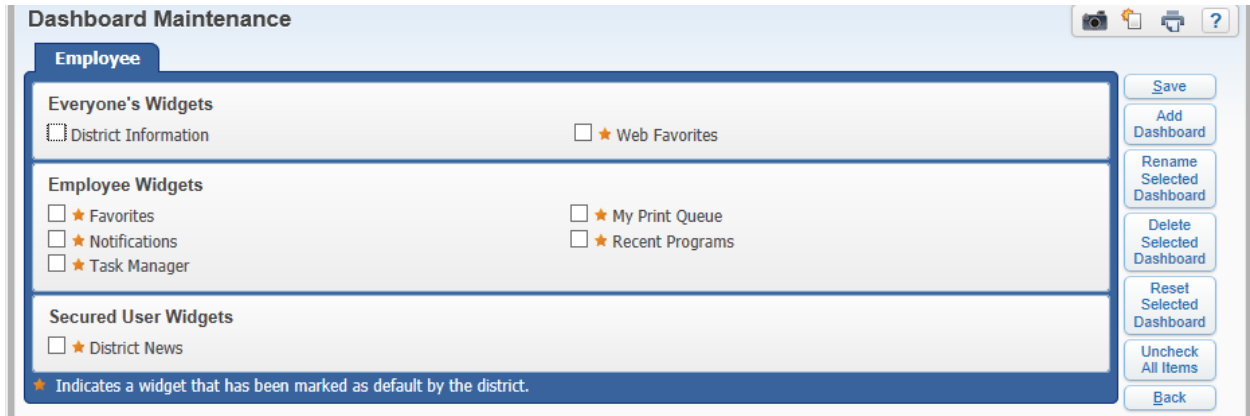 Dashboard Maintenance
?
Employee
Everyone's Widgets
District Information
Web Favorites
Employee Widgets
Favorites
My Print Queue
Notifications
Recent Programs
Task Manager
Secured User Widgets
District News
Indicates a widget that has been marked as default by the district.
Save
Add
Dashboard
Rename
Selected
Dashboard
Delete
Selected
Dashboard
Reset
Selected
Dashboard
Uncheck
All Items
Back